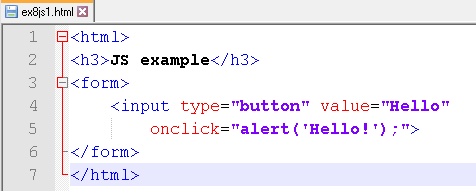 ex8js1.html
1 <html>
2 <h3>JS example</h3>
3 <form>
4     <input type="button" value="Hello"
5         onclick="alert('Hello!');">
6 </form>
7 </html>